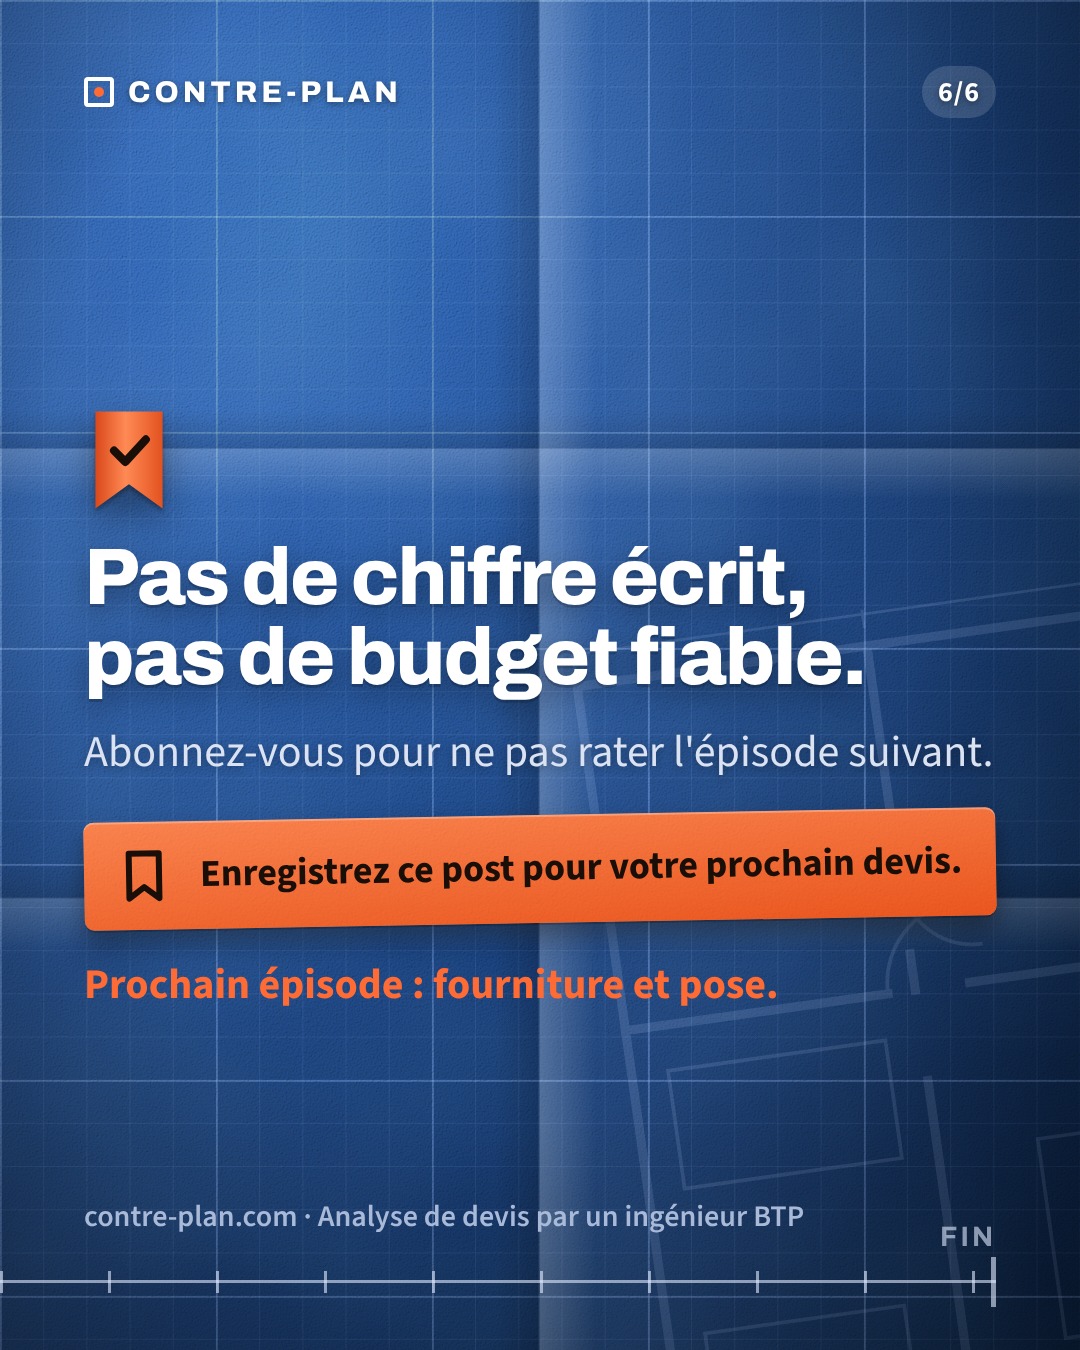 CONTRE-PLAN
6/6
Pas de chiffre écrit,
pas de budget fiable.
Abonnez-vous pour ne pas rater l'épisode suivant.
Enregistrez ce post pour votre prochain devis.
Prochain épisode : fourniture et pose.
contre-plan.com · Analyse de devis par un ingénieur BTP
FIN